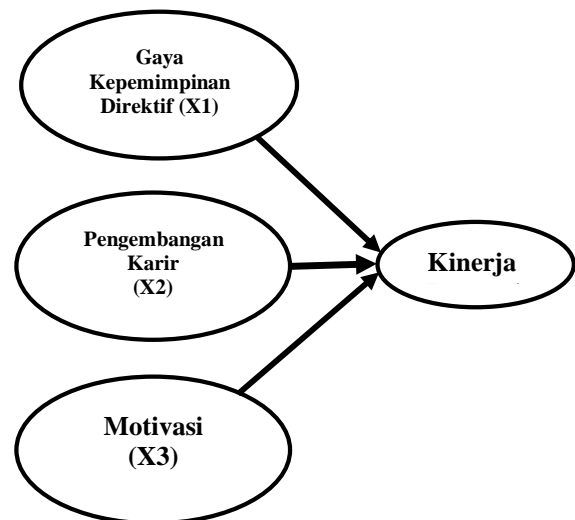 Gaya
Kepemimpinan
Direktif (X1)
Pengembangan
Karir
(X2)
Kinerja
Motivasi
(X3)